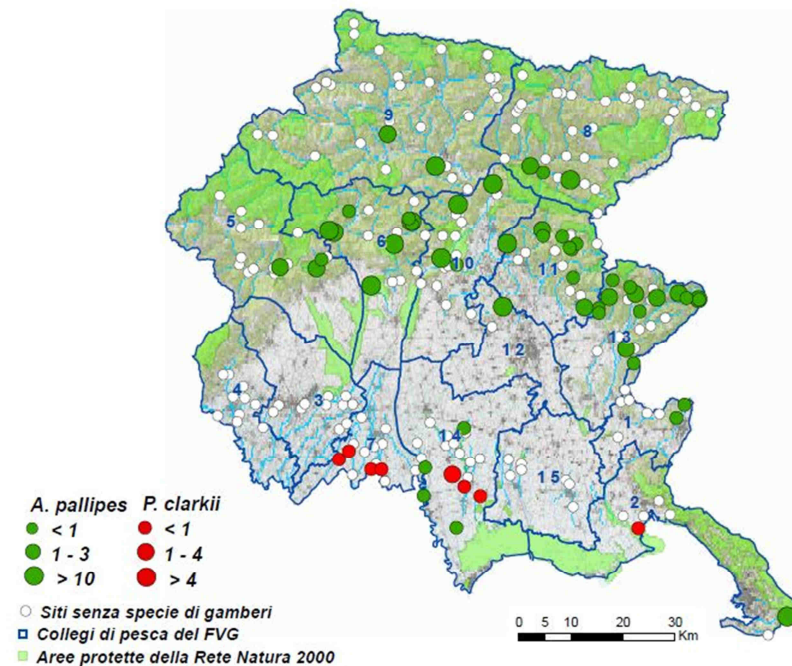 9
8
5
6
10
11
13
12
4
3
1
7
14
15
2
A. pallipes P. clarkii
< 1 < 1
1 - 3 1 - 4
> 10 > 4
Siti senza specie di gamberi
Collegi di pesca del FVG
Aree protette della Rete Natura 2000
0 5 10 20 30
Km